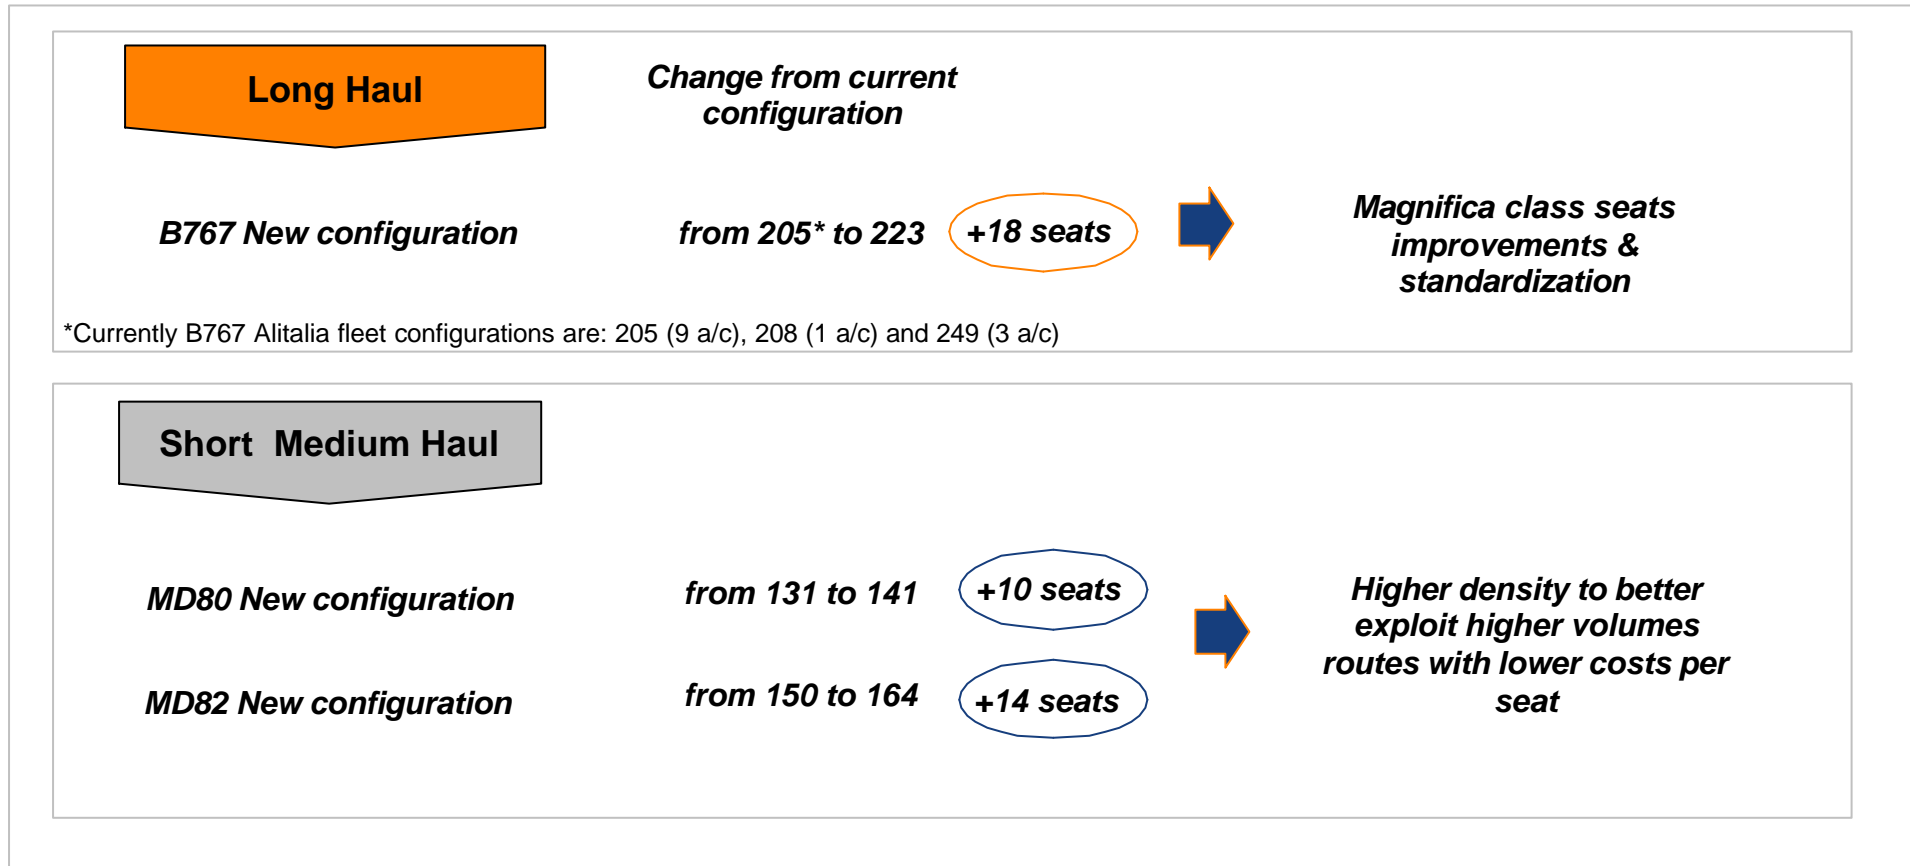 Long Haul
Change from current
configuration
B767 New configuration
from 205* to 223
+18 seats
Magnifica class seats
improvements &
standardization
*Currently B767 Alitalia fleet configurations are: 205 (9 a/c), 208 (1 a/c) and 249 (3 a/c)
Short  Medium Haul
MD80 New configuration
from 131 to 141
+10 seats
MD82 New configuration
from 150 to 164
+14 seats
Higher density to better
exploit higher volumes
routes with lower costs per
seat